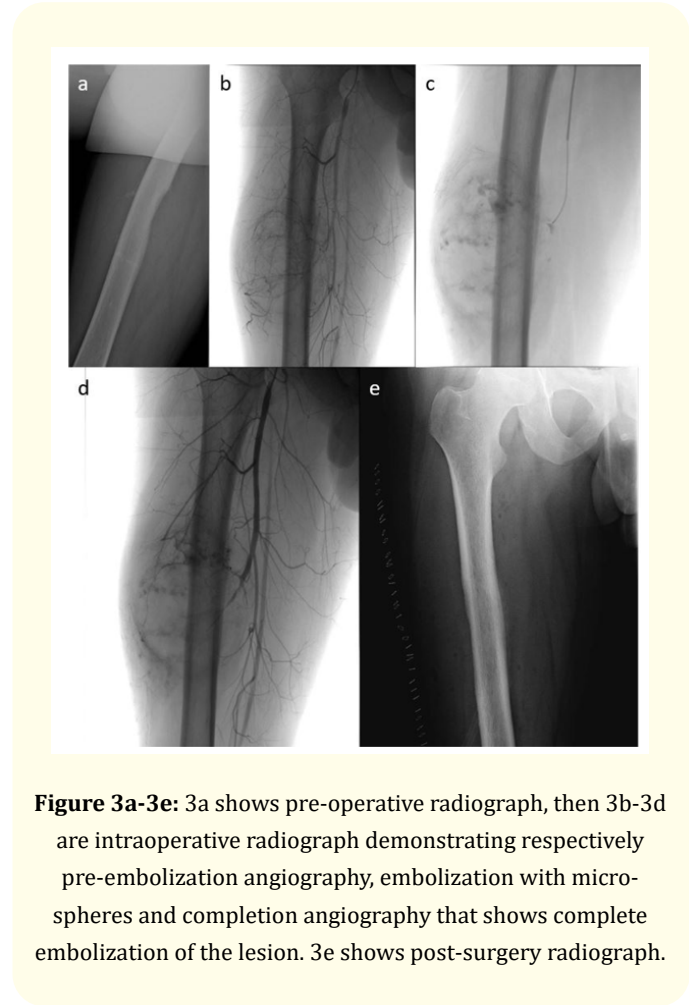 a
b
c
d
e
Figure 3a-3e: 3a shows pre-operative radiograph, then 3b-3d
are intraoperative radiograph demonstrating respectively
pre-embolization angiography, embolization with micro-
spheres and completion angiography that shows complete
embolization of the lesion. 3e shows post-surgery radiograph.